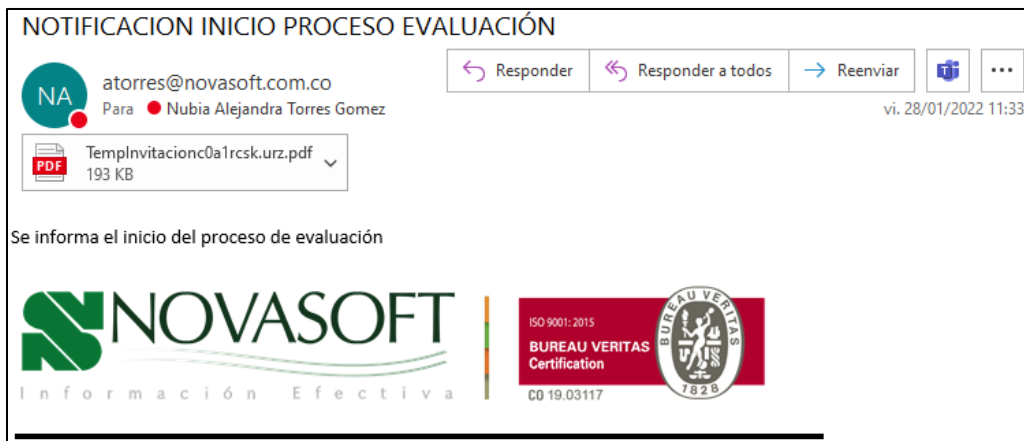 NOTIFICACION INICIO PROCESO EVALUACIÓN
NA
atorres@novasoft.com.co
Para Nubia Alejandra Torres Gomez
Responder
Responder a todos
Reenviar
vi. 28/01/2022 11:33
PDF
TempInvitacionc0a1rcsk.urz.pdf
193 KB
Se informa el inicio del proceso de evaluación
NOVASOFT
Información Efectiva
ISO 9001: 2015
BUREAU VERITAS
Certification
CO 19.03117
BUREAU VERITAS
1828